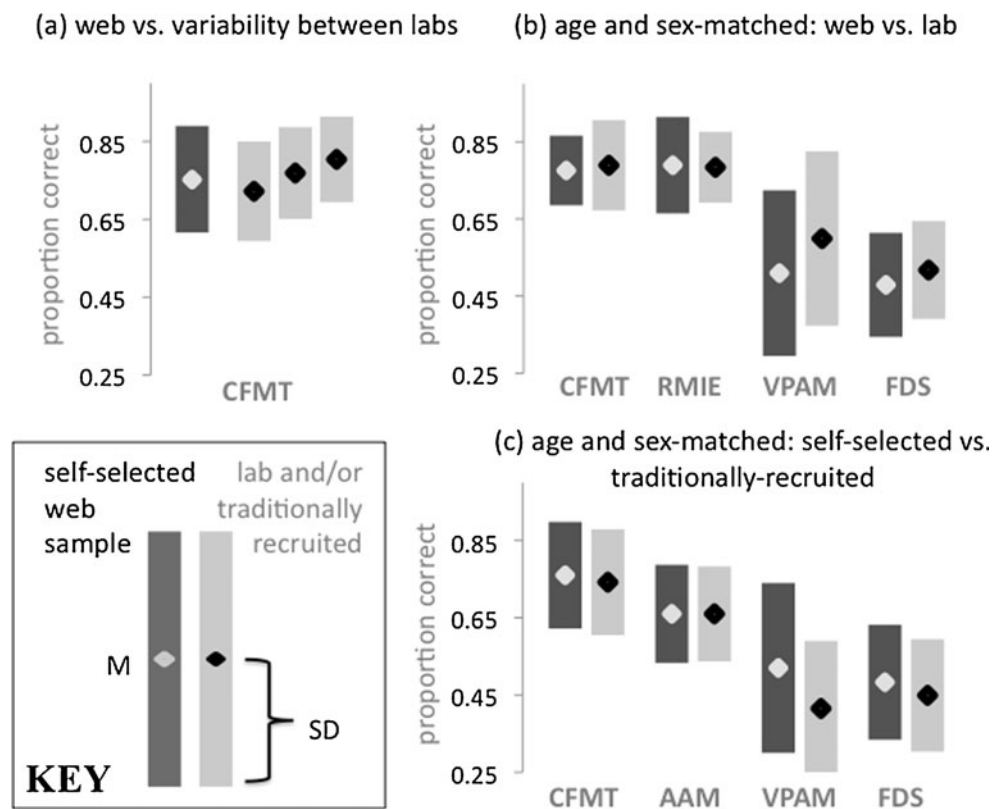 (a) web vs. variability between labs
proportion correct
0.85
0.65
0.45
0.25
CFMT
(b) age and sex-matched: web vs. lab
proportion correct
0.85
0.65
0.45
0.25
CFMT RMIE VPAM FDS
self-selected
web
sample
lab and/or
traditionally
recruited
M
SD
KEY
(c) age and sex-matched: self-selected vs.
traditionally-recruited
proportion correct
0.85
0.65
0.45
0.25
CFMT AAM VPAM FDS